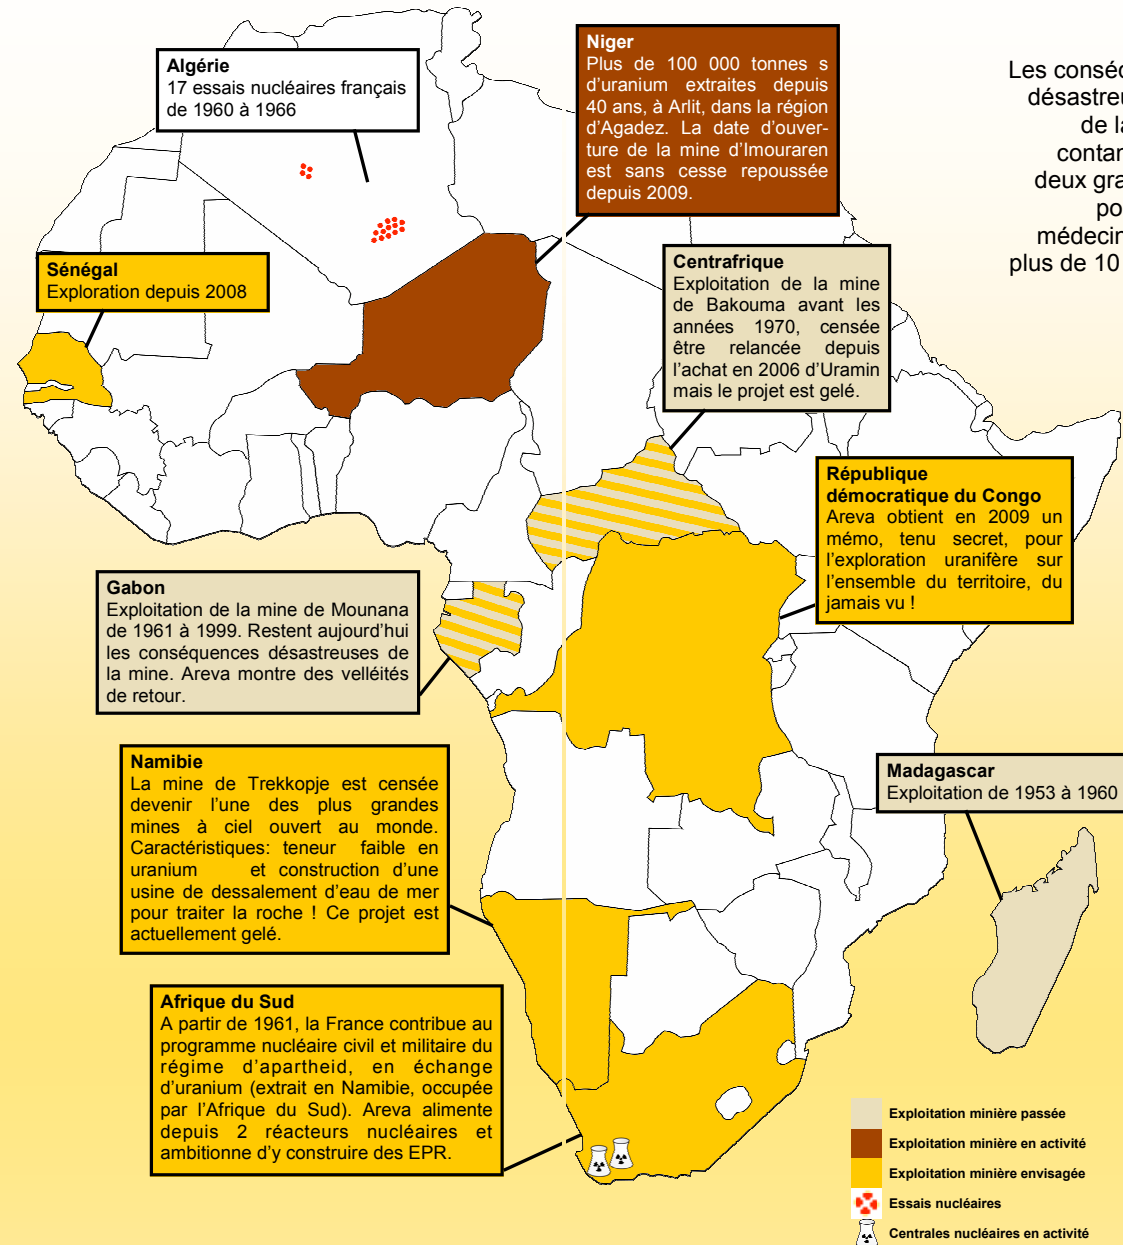 Algérie
17 essais nucléaires français
de 1960 à 1966
Niger
Plus de 100 000 tonnes s
d'uranium extraites depuis
40 ans, à Arlit, dans la région
d'Agadez. La date d'ouver-
ture de la mine d'Imouraren
est sans cesse repoussée
depuis 2009.
Les conséq
désastreu
de la
contar
deux gra
po
médecin
plus de 10
Sénégal
Exploration depuis 2008
Centrafrique
Exploitation de la mine
de Bakouma avant les
années 1970, censée
être relancée depuis
l'achat en 2006 d'Uramin
mais le projet est gelé.
République
démocratique du Congo
Areva obtient en 2009 un
mémo, tenu secret, pour
l'exploration uranifère sur
l'ensemble du territoire, du
jamais vu !
Gabon
Exploitation de la mine de Mounana
de 1961 à 1999. Restent aujourd'hui
les conséquences désastreuses de
la mine. Areva montre des velléités
de retour.
Namibie
La mine de Trekkopje est censée
devenir l'une des plus grandes
mines à ciel ouvert au monde.
Caractéristiques: teneur faible en
uranium et construction d'une
usine de dessalement d'eau de mer
pour traiter la roche ! Ce projet est
actuellement gelé.
Madagascar
Exploitation de 1953 à 1960
Afrique du Sud
A partir de 1961, la France contribue au
programme nucléaire civil et militaire du
régime d'apartheid, en échange
d'uranium (extrait en Namibie, occupée
par l'Afrique du Sud). Areva alimente
depuis 2 réacteurs nucléaires et
ambitionne d'y construire des EPR.
Exploitation minière passée
Exploitation minière en activité
Exploitation minière envisagée
Essais nucléaires
Centrales nucléaires en activité